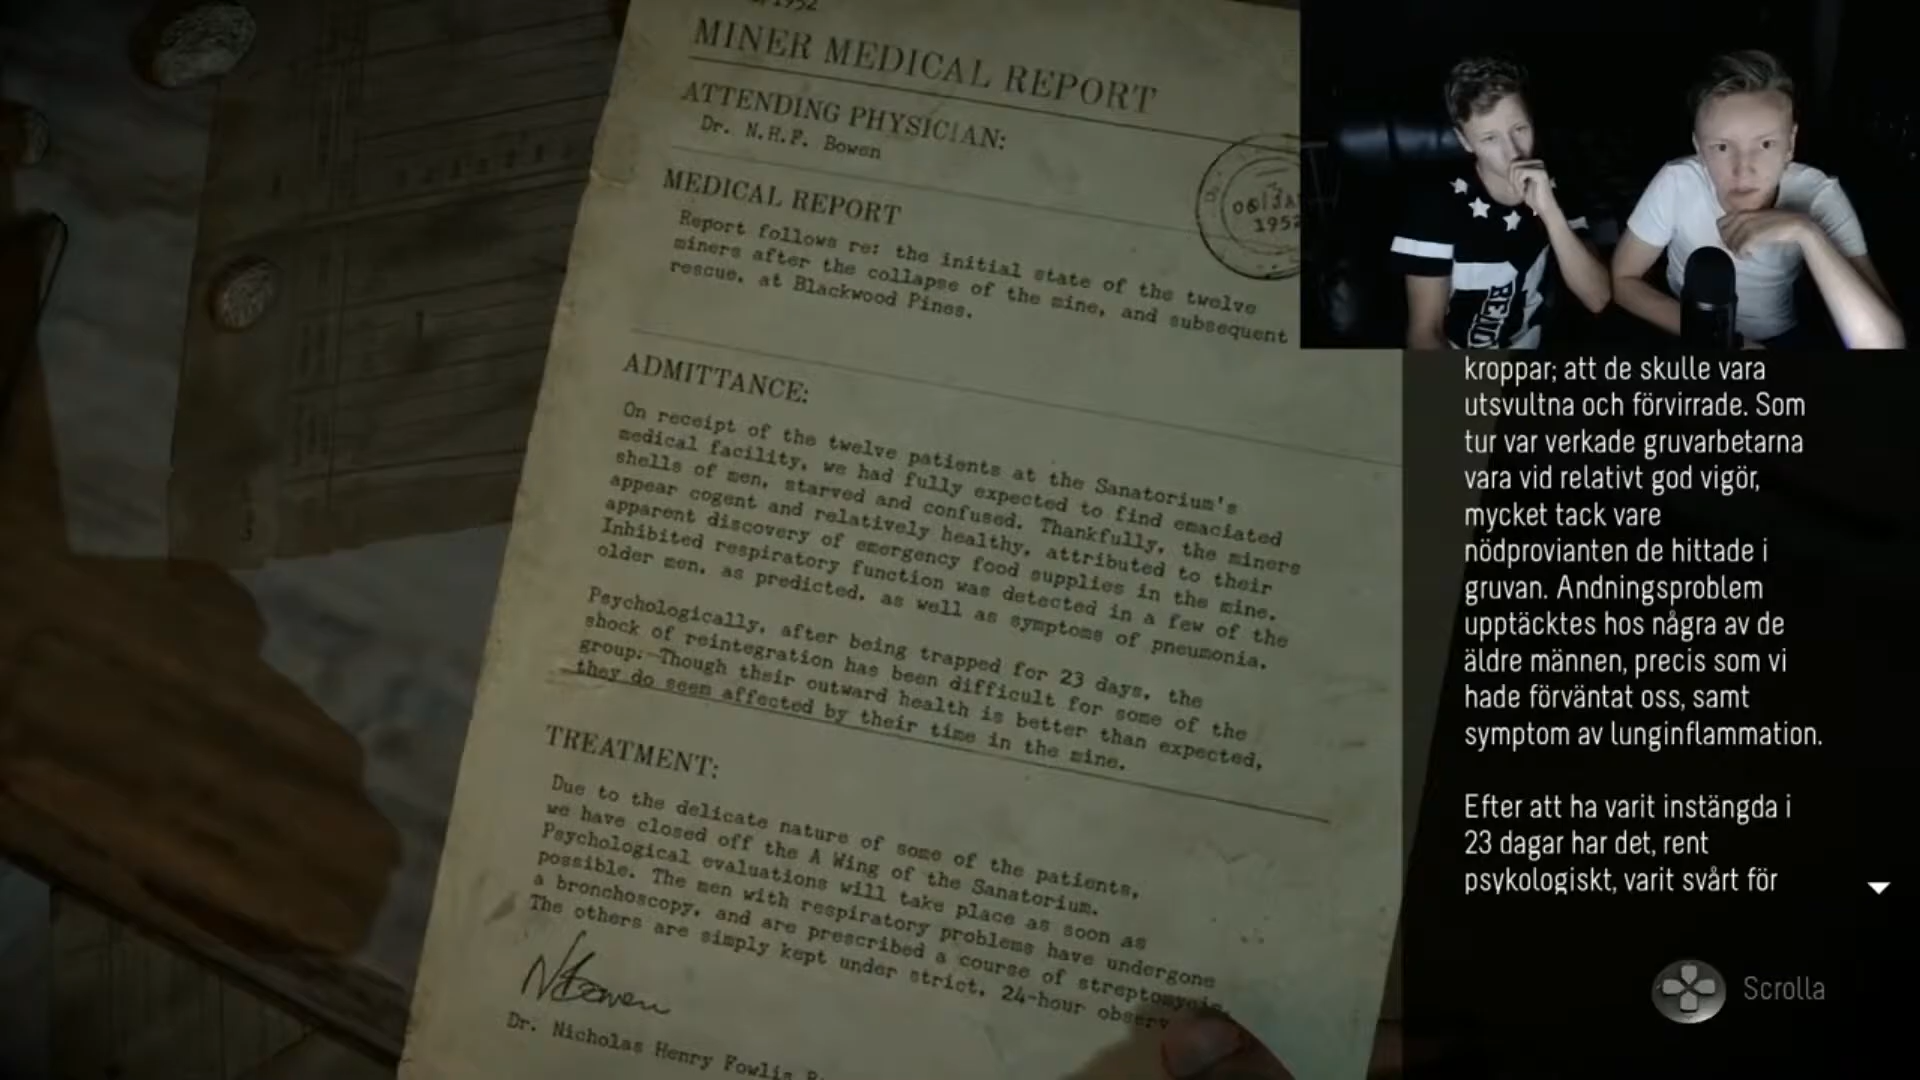 1952
MINER MEDICAL REPORT
ATTENDING PHYSICIAN:
Dr. N.H.F. Bowen
MEDICAL REPORT
Report follows re: the initial state of the twelve
miners after the collapse of the mine, and subsequent
rescue, at Blackwood Pines.
1952
ADMITTANCE:
On receipt of the twelve patients at the Sanatorium's
medical facility, we had fully expected to find emaciated
shells of men, starved and confused. Thankfully, the miners
appear cogent and relatively healthy, attributed to their
apparent discovery of emergency food supplies in the mine.
Inhibited respiratory function was detected in a few of the
older men, as predicted, as well as symptoms of pneumonia.
Psychologically, after being trapped for 23 days, the
shock of reintegration has been difficult for some of the
group. Though their outward health is better than expected,
they do seem affected by their time in the mine.
TREATMENT:
Due to the delicate nature of some of the patients,
we have closed off the A Wing of the Sanatorium.
Psychological evaluations will take place as soon as
possible. The men with respiratory problems have undergone
a bronchoscopy, and are prescribed a course of streptomycin.
The others are simply kept under strict, 24-hour observ
NBowen
Dr. Nicholas Henry Fowlis B
kroppar; att de skulle vara
utsvultna och förvirrade. Som
tur var verkade gruvarbetarna
vara vid relativt god vigör,
mycket tack vare
nödprovianten de hittade i
gruvan. Andningsproblem
upptäcktes hos några av de
äldre männen, precis som vi
hade förväntat oss, samt
symptom av lunginflammation.
Efter att ha varit instängda i
23 dagar har det, rent
psykologiskt, varit svårt för
Scrolla